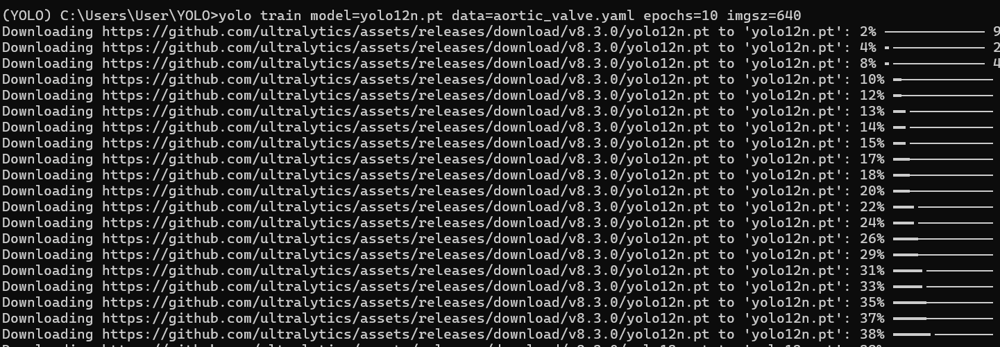 (YOLO) C:\Users\User\YOLO>yolo train model=yolo12n.pt data=aortic_valve.yaml epochs=10 imgsz=640
Downloading https://github.com/ultralytics/assets/releases/download/v8.3.0/yolo12n.pt to 'yolo12n.pt': 2% 9
Downloading https://github.com/ultralytics/assets/releases/download/v8.3.0/yolo12n.pt to 'yolo12n.pt': 4% 2
Downloading https://github.com/ultralytics/assets/releases/download/v8.3.0/yolo12n.pt to 'yolo12n.pt': 8% 4
Downloading https://github.com/ultralytics/assets/releases/download/v8.3.0/yolo12n.pt to 'yolo12n.pt': 10%
Downloading https://github.com/ultralytics/assets/releases/download/v8.3.0/yolo12n.pt to 'yolo12n.pt': 12%
Downloading https://github.com/ultralytics/assets/releases/download/v8.3.0/yolo12n.pt to 'yolo12n.pt': 13%
Downloading https://github.com/ultralytics/assets/releases/download/v8.3.0/yolo12n.pt to 'yolo12n.pt': 14%
Downloading https://github.com/ultralytics/assets/releases/download/v8.3.0/yolo12n.pt to 'yolo12n.pt': 15%
Downloading https://github.com/ultralytics/assets/releases/download/v8.3.0/yolo12n.pt to 'yolo12n.pt': 17%
Downloading https://github.com/ultralytics/assets/releases/download/v8.3.0/yolo12n.pt to 'yolo12n.pt': 18%
Downloading https://github.com/ultralytics/assets/releases/download/v8.3.0/yolo12n.pt to 'yolo12n.pt': 20%
Downloading https://github.com/ultralytics/assets/releases/download/v8.3.0/yolo12n.pt to 'yolo12n.pt': 22%
Downloading https://github.com/ultralytics/assets/releases/download/v8.3.0/yolo12n.pt to 'yolo12n.pt': 24%
Downloading https://github.com/ultralytics/assets/releases/download/v8.3.0/yolo12n.pt to 'yolo12n.pt': 26%
Downloading https://github.com/ultralytics/assets/releases/download/v8.3.0/yolo12n.pt to 'yolo12n.pt': 29%
Downloading https://github.com/ultralytics/assets/releases/download/v8.3.0/yolo12n.pt to 'yolo12n.pt': 31%
Downloading https://github.com/ultralytics/assets/releases/download/v8.3.0/yolo12n.pt to 'yolo12n.pt': 33%
Downloading https://github.com/ultralytics/assets/releases/download/v8.3.0/yolo12n.pt to 'yolo12n.pt': 35%
Downloading https://github.com/ultralytics/assets/releases/download/v8.3.0/yolo12n.pt to 'yolo12n.pt': 37%
Downloading https://github.com/ultralytics/assets/releases/download/v8.3.0/yolo12n.pt to 'yolo12n.pt': 38%